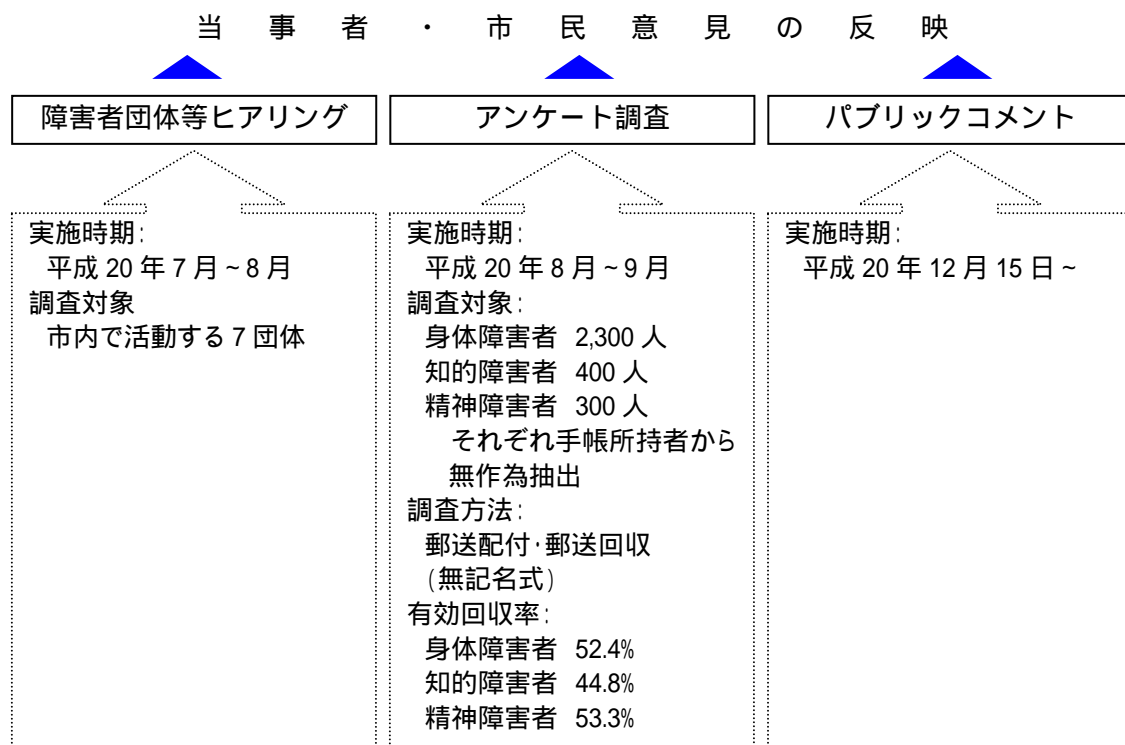 当事者・市民意見の反映
障害者団体等ヒアリング
実施時期:
平成 20 年 7 月~8 月
調査対象
市内で活動する 7 団体
アンケート調査
実施時期:
平成 20 年 8 月~9 月
調査対象:
身体障害者 2,300 人
知的障害者 400 人
精神障害者 300 人
それぞれ手帳所持者から
無作為抽出
調査方法:
郵送配付・郵送回収
(無記名式)
有効回収率:
身体障害者 52.4%
知的障害者 44.8%
精神障害者 53.3%
パブリックコメント
実施時期:
平成 20 年 12 月 15 日~